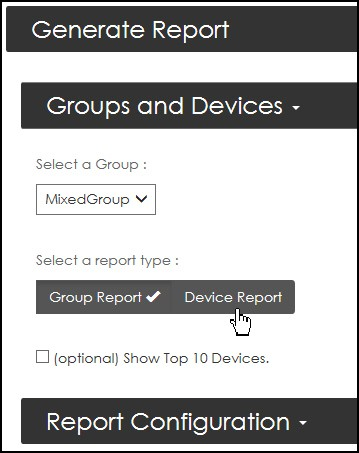 Generate Report
Groups and Devices
Select a Group :
MixedGroup
Select a report type :
Group Report Device Report
(optional) Show Top 10 Devices.
Report Configuration